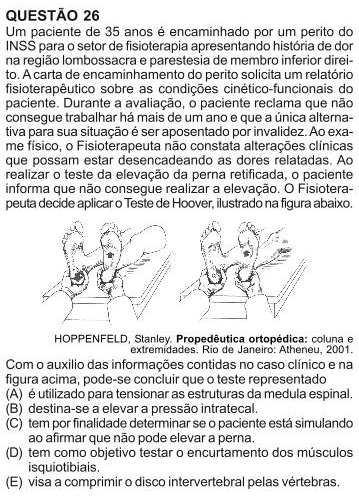 QUESTÃO 26
Um paciente de 35 anos é encaminhado por um perito do
INSS para o setor de fisioterapia apresentando história de dor
na região lombossacra e parestesia de membro inferior direi-
to. A carta de encaminhamento do perito solicita um relatório
fisioterapêutico sobre as condições cinético-funcionais do
paciente. Durante a avaliação, o paciente reclama que não
consegue trabalhar há mais de um ano e que a única alterna-
tiva para sua situação é ser aposentado por invalidez. Ao exa-
me físico, o Fisioterapeuta não constata alterações clínicas
que possam estar desencadeando as dores relatadas. Ao
realizar o teste da elevação da perna retificada, o paciente
informa que não consegue realizar a elevação. O Fisiotera-
peuta decide aplicar o Teste de Hoover, ilustrado na figura abaixo.
HOPPENFELD, Stanley. Propedêutica ortopédica: coluna e
extremidades. Rio de Janeiro: Atheneu, 2001.
Com o auxilio das informações contidas no caso clínico e na
figura acima, pode-se concluir que o teste representado
(A) é utilizado para tensionar as estruturas da medula espinal.
(B) destina-se a elevar a pressão intratecal.
(C) tem por finalidade determinar se o paciente está simulando
ao afirmar que não pode elevar a perna.
(D) tem como objetivo testar o encurtamento dos músculos
isquiotibiais.
(E) visa a comprimir o disco intervertebral pelas vértebras.